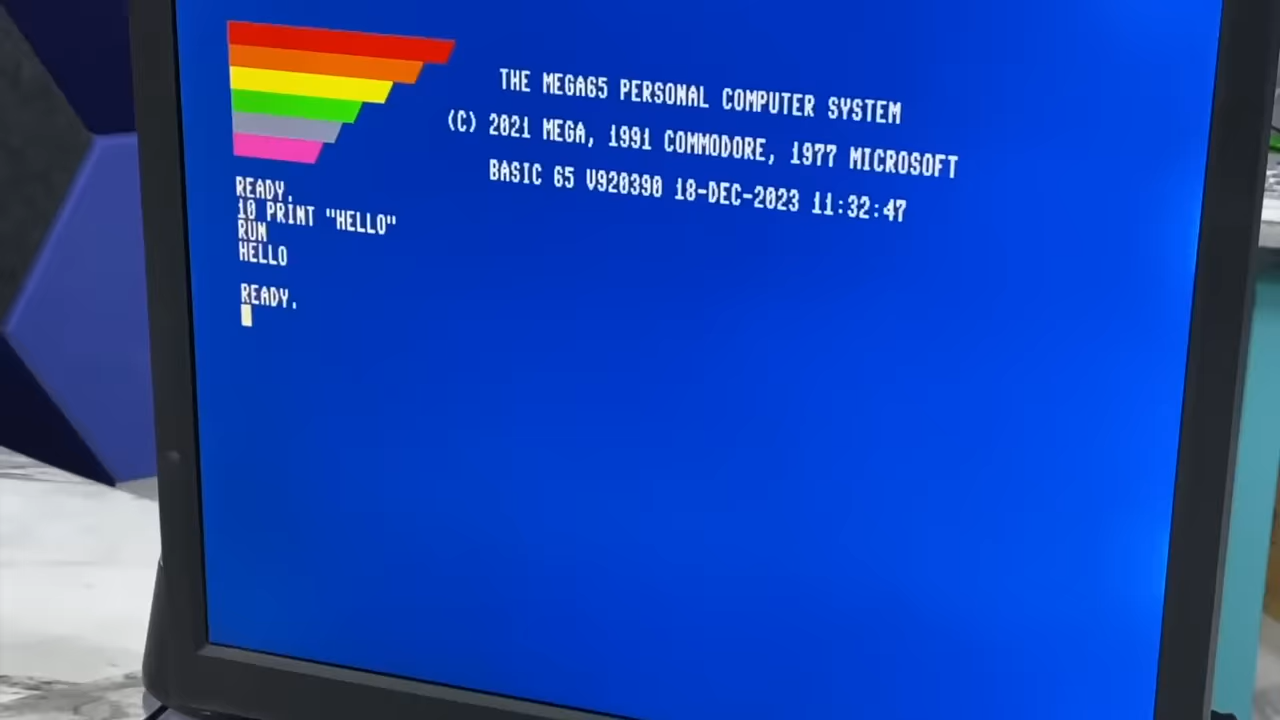 THE MEGA65 PERSONAL COMPUTER SYSTEM
(C) 2021 MEGA, 1991 COMMODORE, 1977 MICROSOFT
BASIC 65 V920390 18-DEC-2023 11:32:47
READY.
10 PRINT "HELLO"
RUN
HELLO
READY.